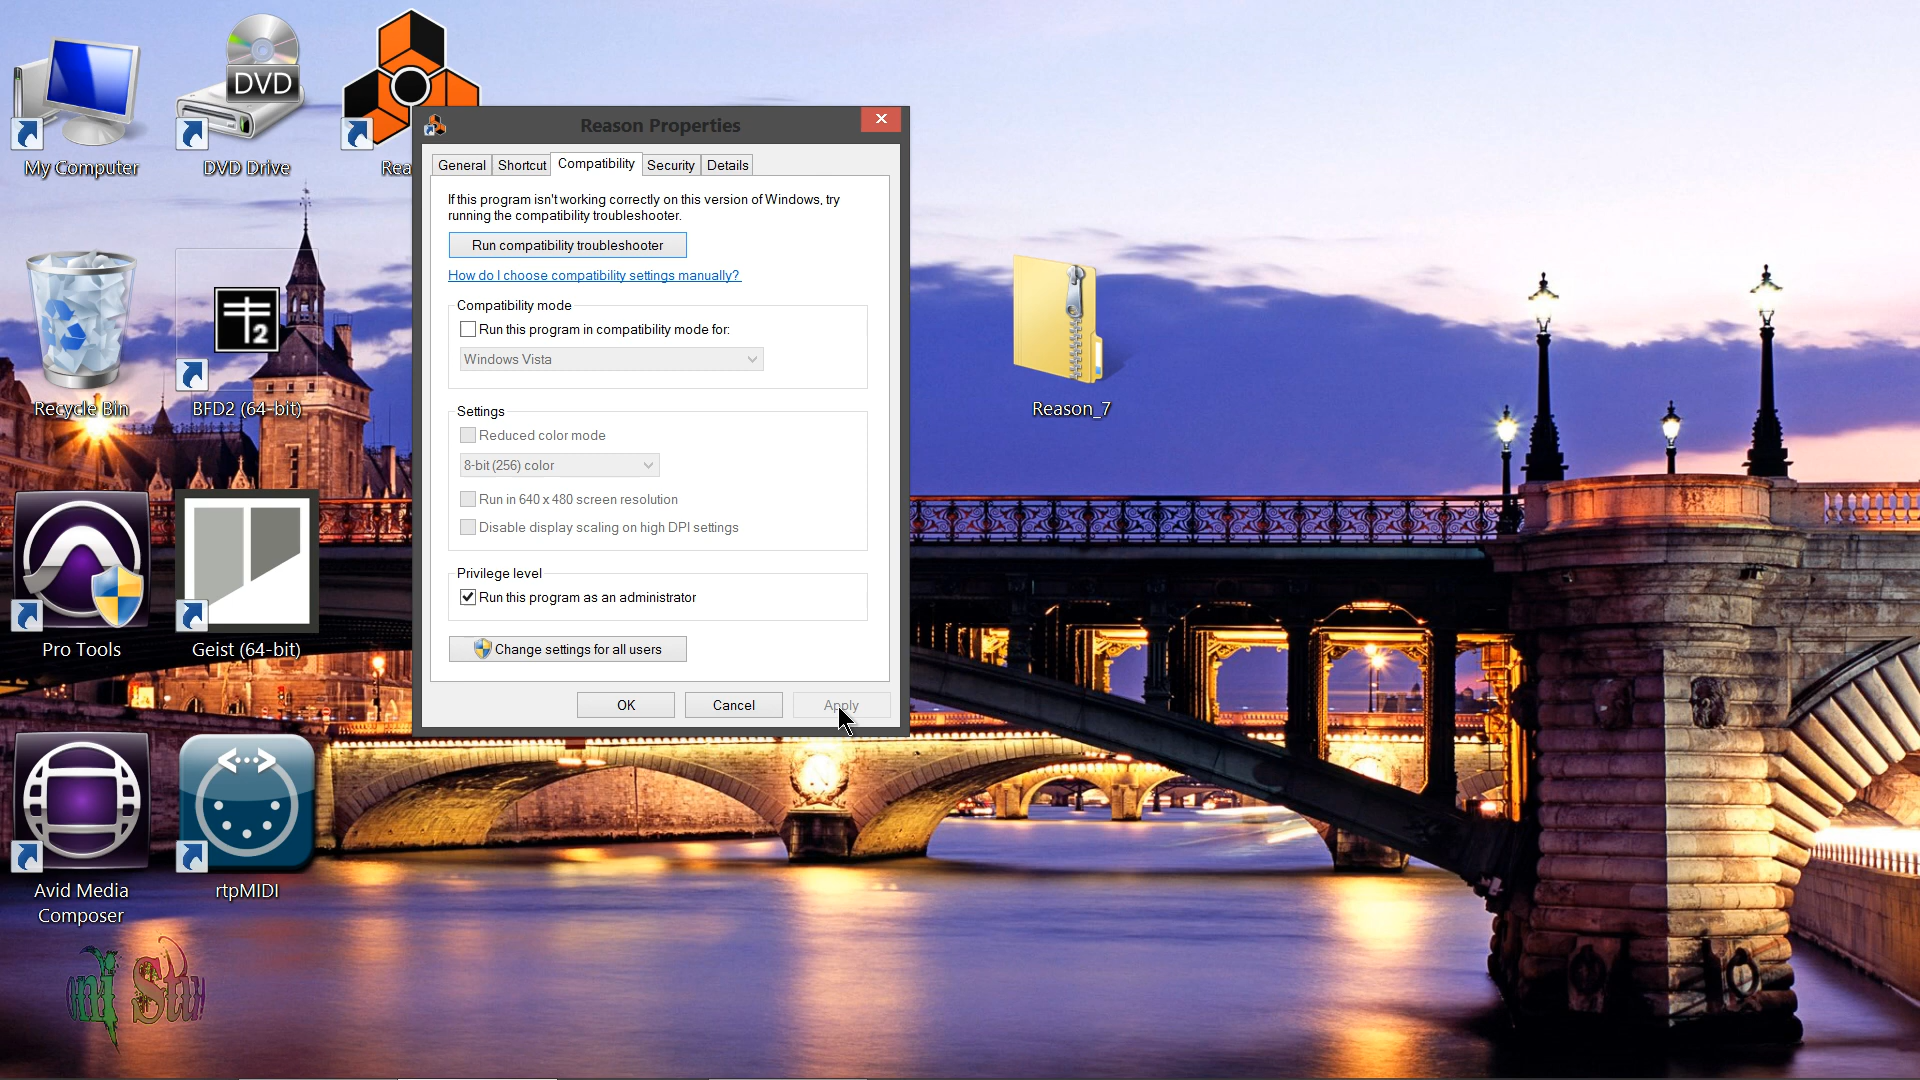 My Computer
DVD
DVD Drive
Rea
Recycle Bin
2
BFD2 (64-bit)
Pro Tools
Geist (64-bit)
Avid Media
Composer
rtpMIDI
Reason Properties
General
Shortcut
Compatibility
Security
Details
If this program isn't working correctly on this version of Windows, try
running the compatibility troubleshooter.
Run compatibility troubleshooter
How do I choose compatibility settings manually?
Compatibility mode
Run this program in compatibility mode for:
Windows Vista
Settings
Reduced color mode
8-bit (256) color
Run in 640 x 480 screen resolution
Disable display scaling on high DPI settings
Privilege level
Run this program as an administrator
Change settings for all users
OK
Cancel
Apply
Reason_7